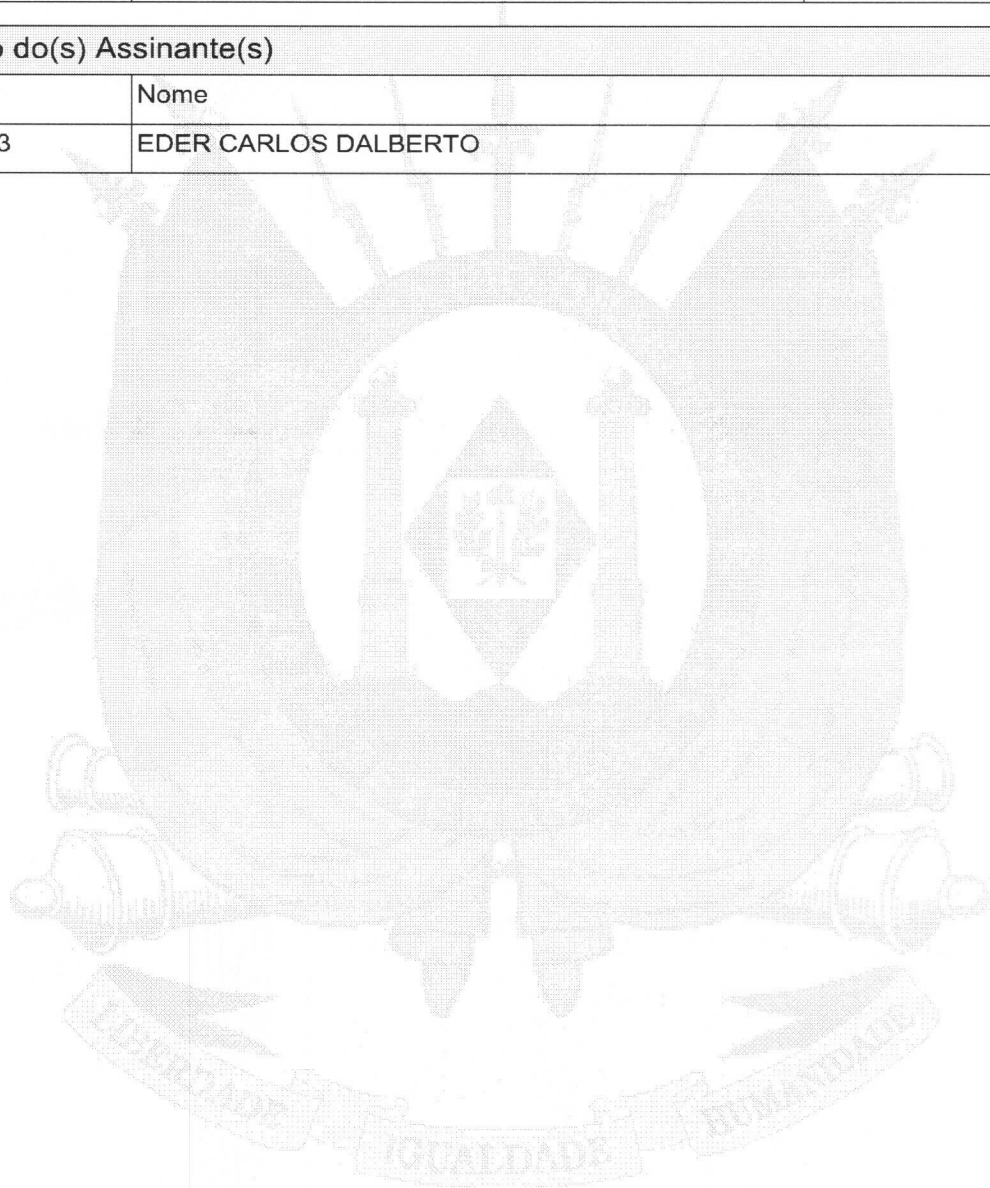 o do(s) Assinante(s)
Nome
3 EDER CARLOS DALBERTO
LIBERDADE IGUALDADE HUMANIDADE